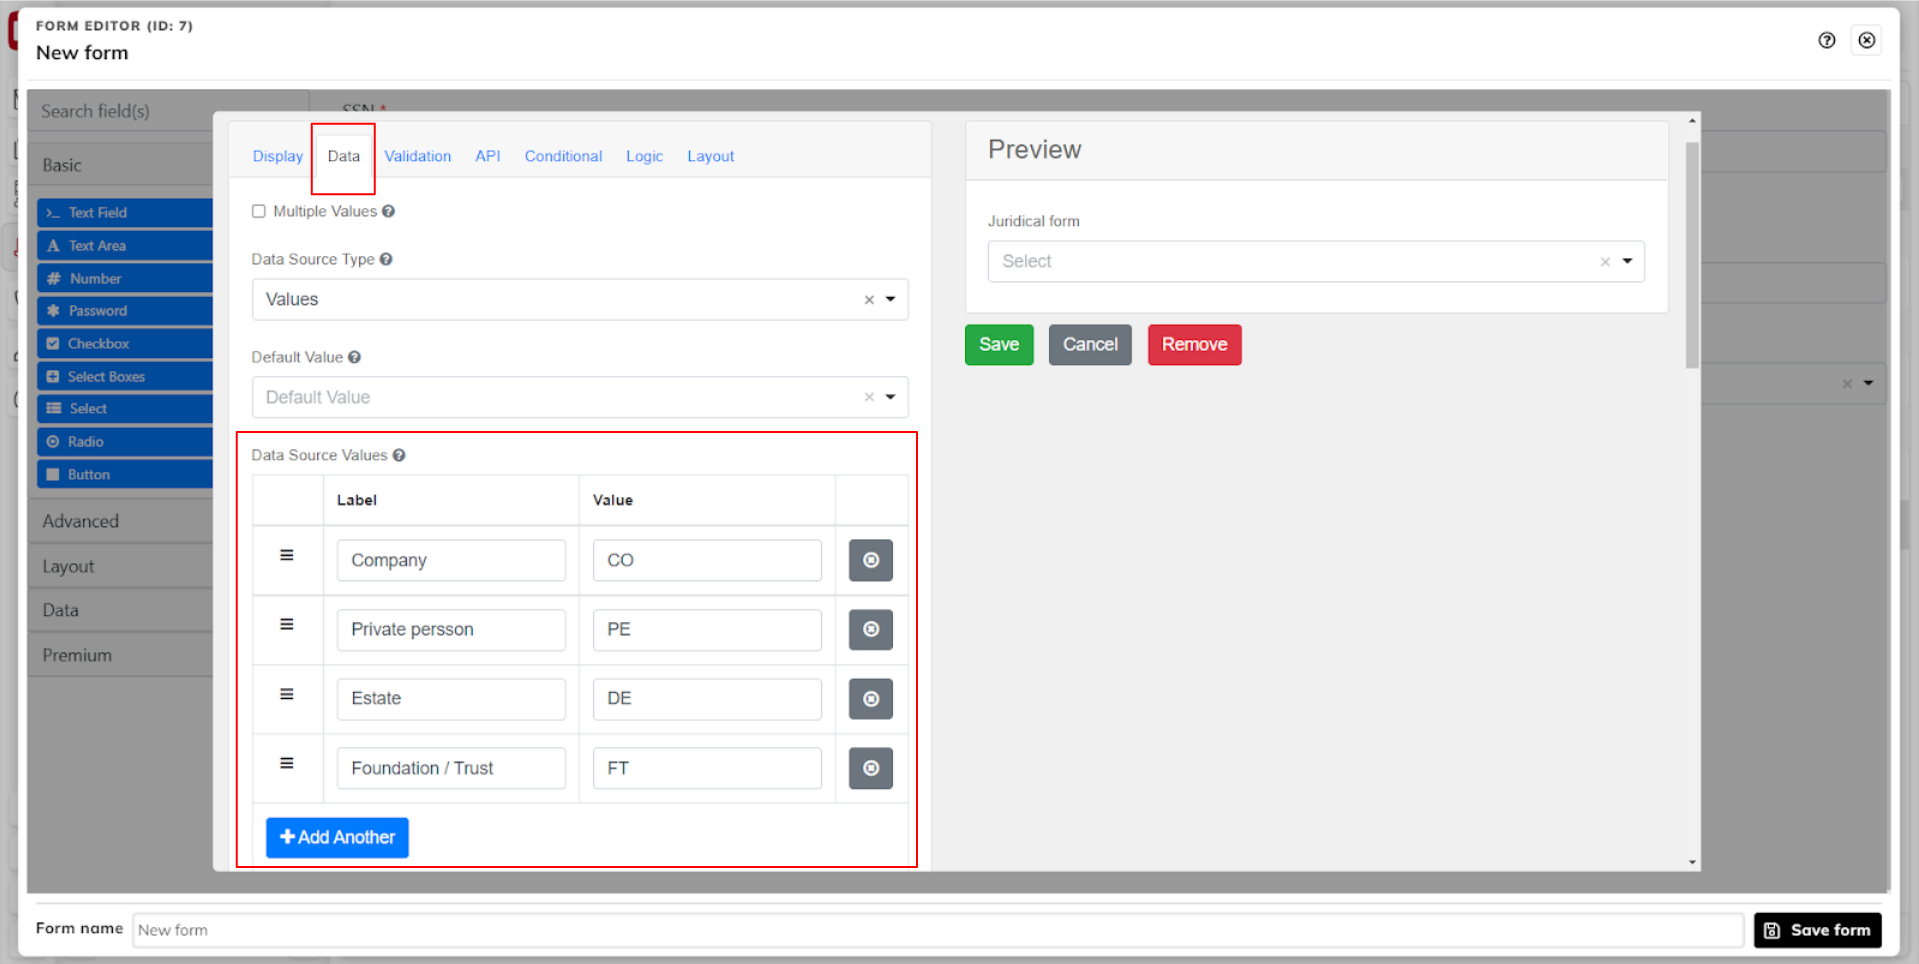 FORM EDITOR (ID: 7)
New form
Search field(s)
SSN *
Basic
Text Field
Text Area
Number
Password
Checkbox
Select Boxes
Select
Radio
Button
Advanced
Layout
Data
Premium
Display Data Validation API Conditional Logic Layout
Multiple Values
Data Source Type
Values
Default Value
Default Value
Data Source Values
Label Value
Company CO
Private persson PE
Estate DE
Foundation / Trust FT
Add Another
Preview
Juridical form
Select
Save Cancel Remove
Form name New form
Save form